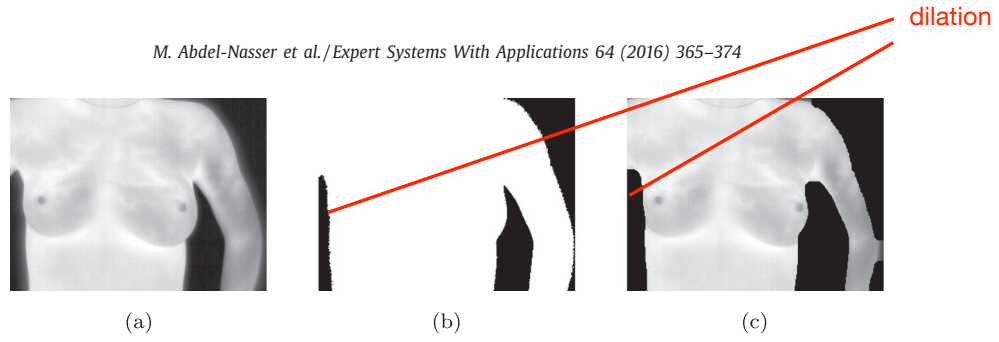 dilation
M. Abdel-Nasser et al. / Expert Systems With Applications 64 (2016) 365–374
(a) (b) (c)